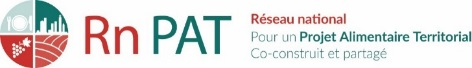 Rn PAT
Réseau national
Pour un Projet Alimentaire Territorial
Co-construit et partagé